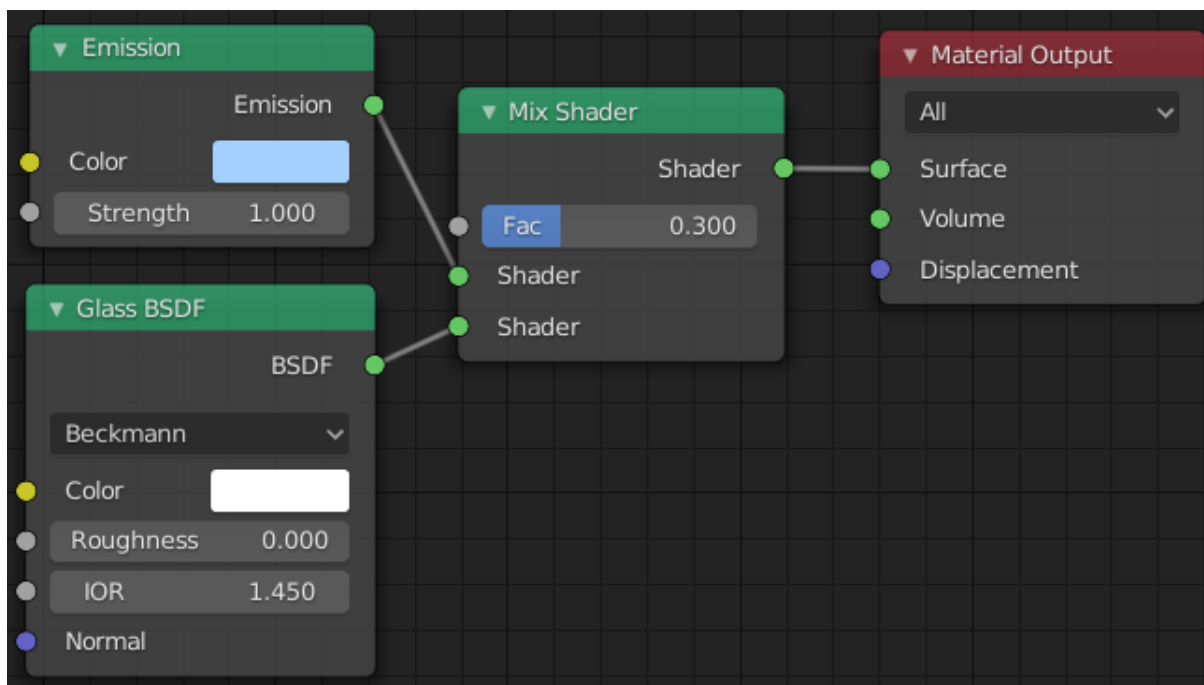 Emission
Emission
Color
Strength 1.000
Glass BSDF
BSDF
Beckmann
Color
Roughness 0.000
IOR 1.450
Normal
Mix Shader
Shader
Fac 0.300
Shader
Shader
Material Output
All
Surface
Volume
Displacement